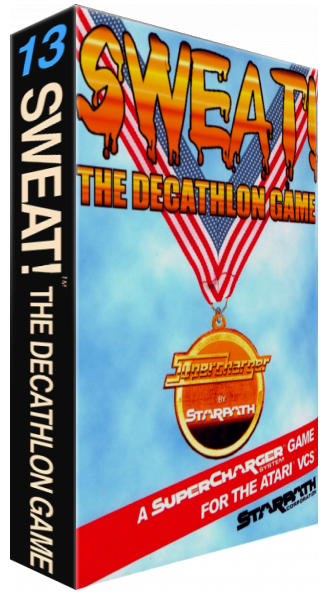 13
SWEAT!™ THE DECATHLON GAME
SWEAT!
THE DECATHLON GAME
Supercharger
BY
STARPATH
A SUPERCHARGER SYSTEM GAME
FOR THE ATARI VCS
STARPATH
CORPORATION